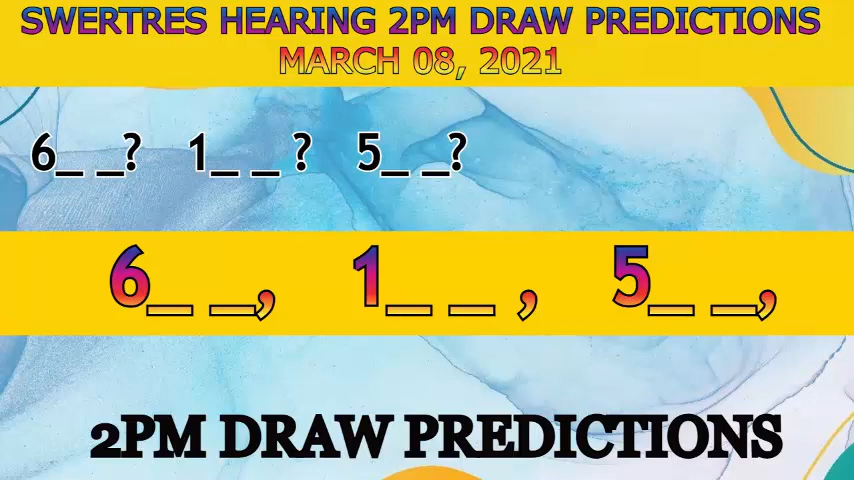 SWERTRES HEARING 2PM DRAW PREDICTIONS
MARCH 08, 2021
6_ _? 1_ _ ? 5_ _?
6_ _, 1_ _ , 5_ _,
2PM DRAW PREDICTIONS